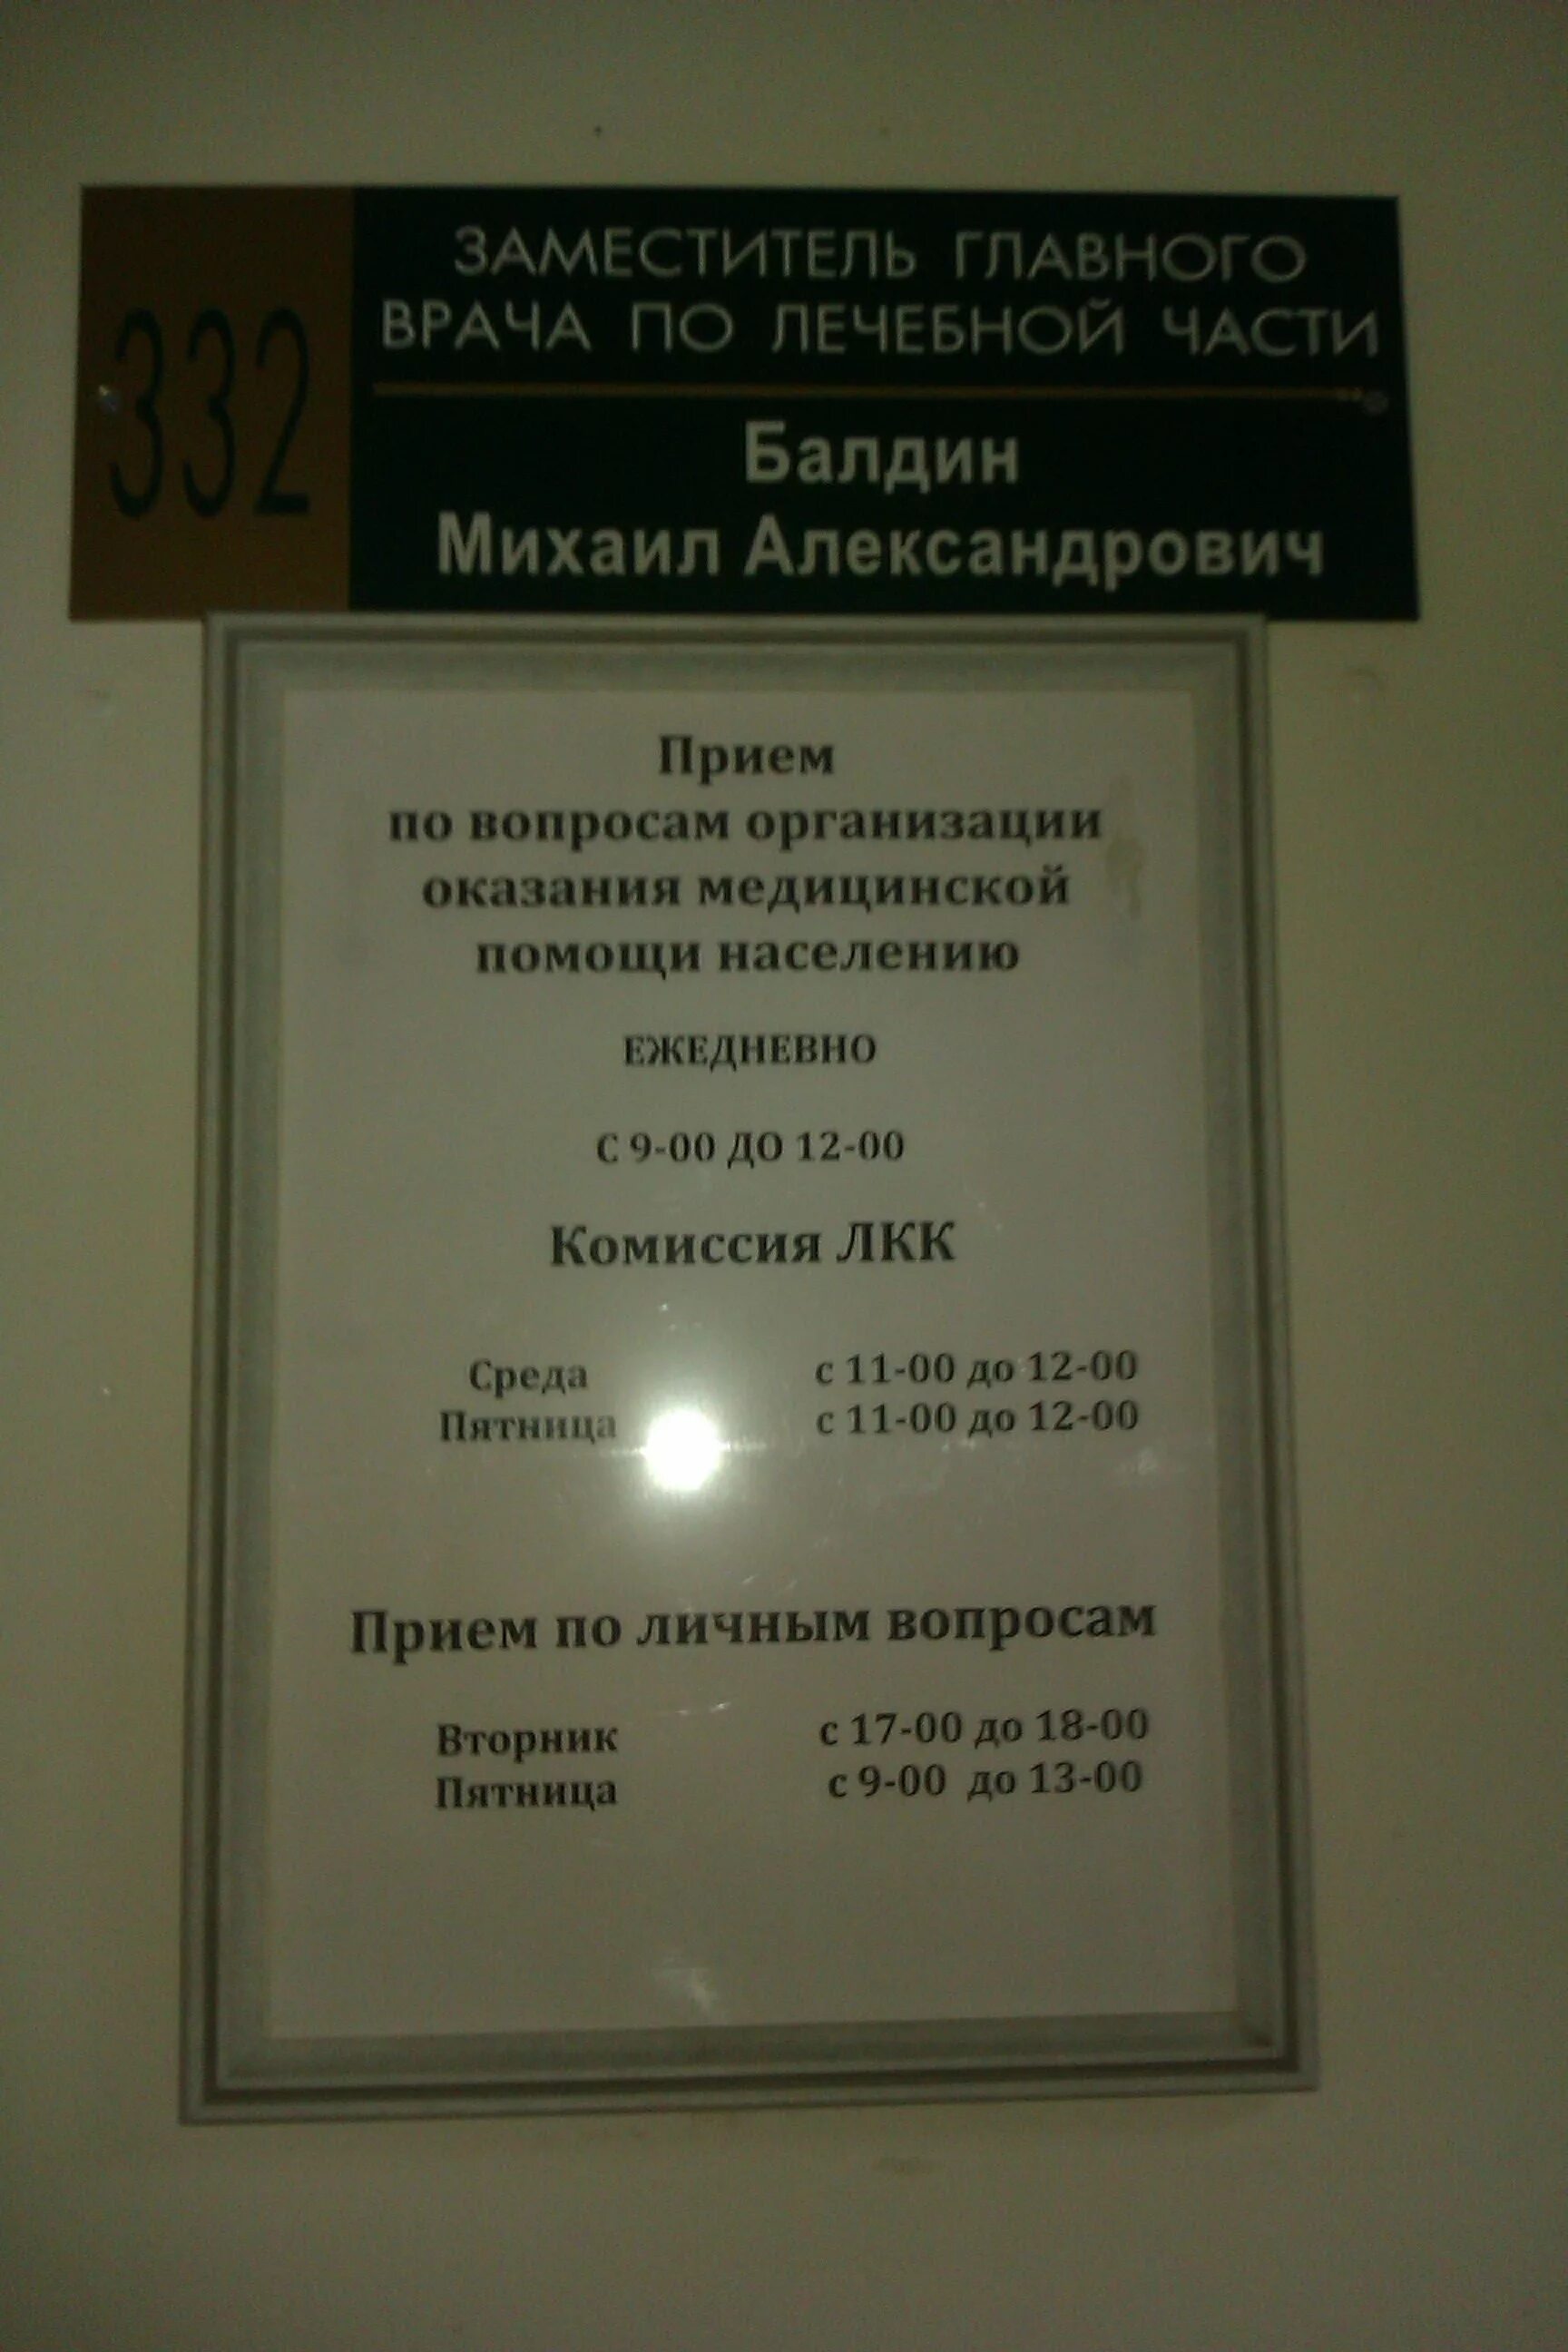 332
ЗАМЕСТИТЕЛЬ ГЛАВНОГО
ВРАЧА ПО ЛЕЧЕБНОЙ ЧАСТИ
Балдин
Михаил Александрович
Прием
по вопросам организации
оказания медицинской
помощи населению
ЕЖЕДНЕВНО
С 9-00 ДО 12-00
Комиссия ЛКК
Среда с 11-00 до 12-00
Пятница с 11-00 до 12-00
Прием по личным вопросам
Вторник с 17-00 до 18-00
Пятница с 9-00 до 13-00